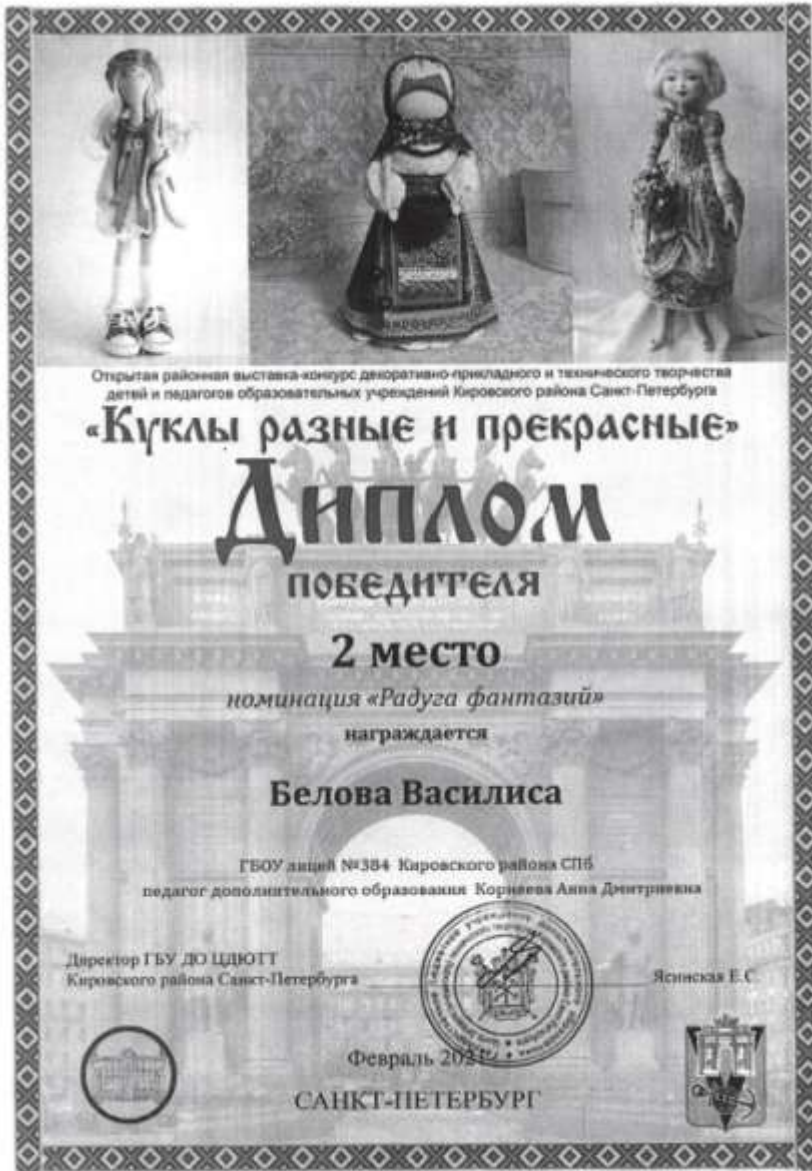 Открытая районная выставка-конкурс декоративно-прикладного и технического творчества
детей и педагогов образовательных учреждений Кировского района Санкт-Петербурга
«Куклы разные и прекрасные»
Диплом
победителя
2 место
номинация «Радуга фантазий»
награждается
Белова Василиса
ГБОУ лицей №384 Кировского района СПб
педагог дополнительного образования Корнеева Анна Дмитриевна
Директор ГБУ ДО ЦДЮТТ
Кировского района Санкт-Петербурга
Ясинская Е.С.
Февраль 2021
САНКТ-ПЕТЕРБУРГ